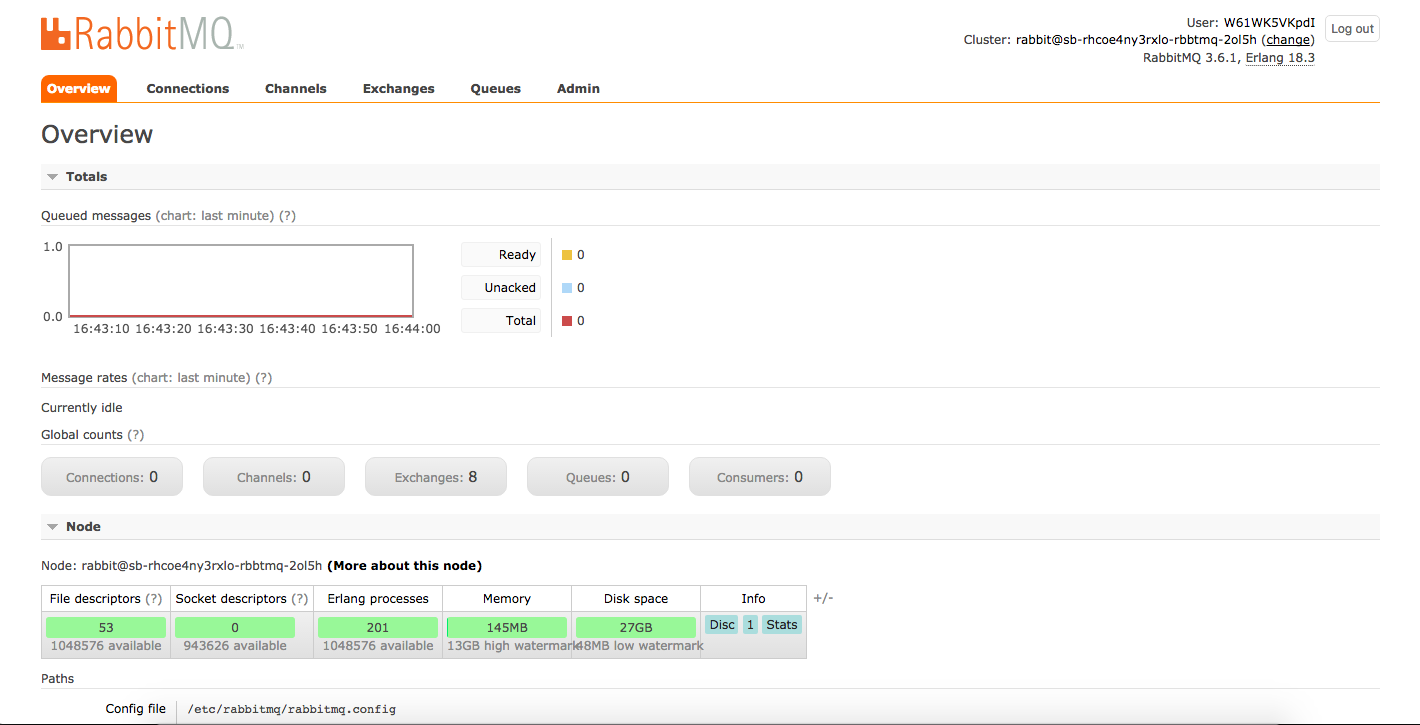 RabbitMQ™
User: W61WK5VKpdI
Log out
Cluster: rabbit@sb-rhcoe4ny3rxlo-rbbtmq-2ol5h (change)
RabbitMQ 3.6.1, Erlang 18.3
Overview Connections Channels Exchanges Queues Admin
Overview
Totals
Queued messages (chart: last minute) (?)
1.0
0.0
16:43:10 16:43:20 16:43:30 16:43:40 16:43:50 16:44:00
Ready 0
Unacked 0
Total 0
Message rates (chart: last minute) (?)
Currently idle
Global counts (?)
Connections: 0 Channels: 0 Exchanges: 8 Queues: 0 Consumers: 0
Node
Node: rabbit@sb-rhcoe4ny3rxlo-rbbtmq-2ol5h (More about this node)
File descriptors (?) Socket descriptors (?) Erlang processes Memory Disk space Info +/-
53 0 201 145MB 27GB Disc 1 Stats
1048576 available 943626 available 1048576 available 13GB high watermark 48MB low watermark
Paths
Config file /etc/rabbitmq/rabbitmq.config